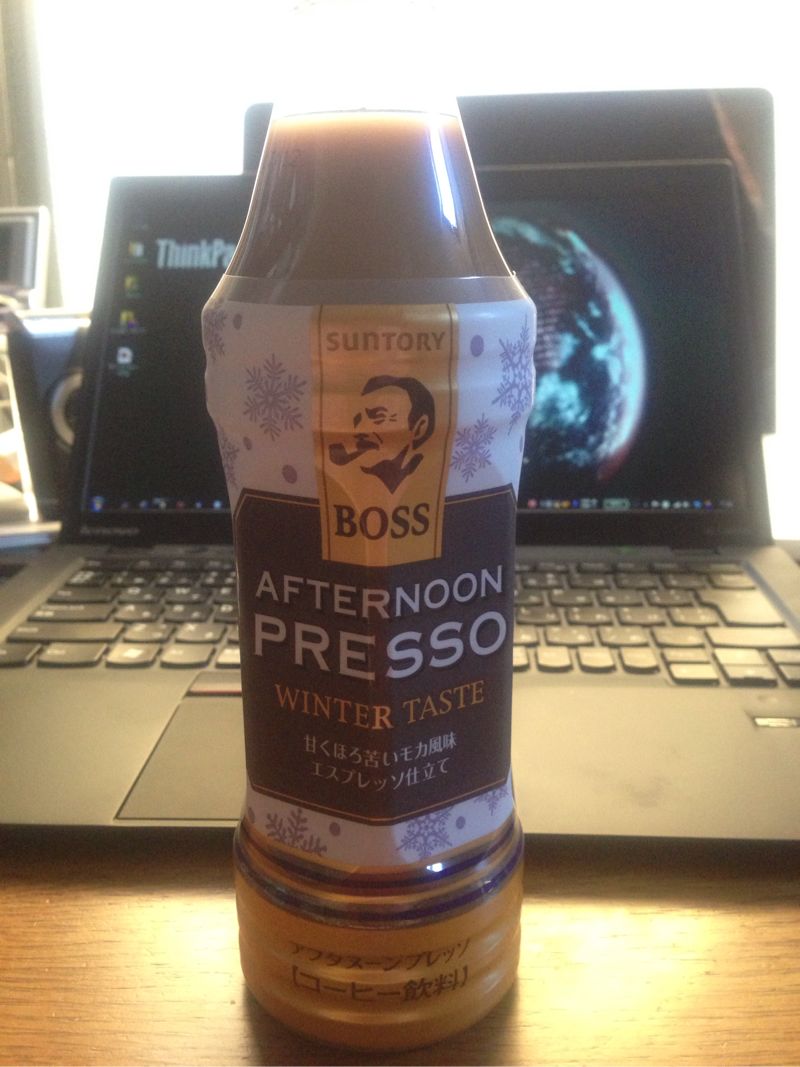 ThinkPa
SUNTORY
BOSS
AFTERNOON
PRESSO
WINTER TASTE
甘くほろ苦いモカ風味
エスプレッソ仕立て
アフタヌーンプレッソ
【コーヒー飲料】